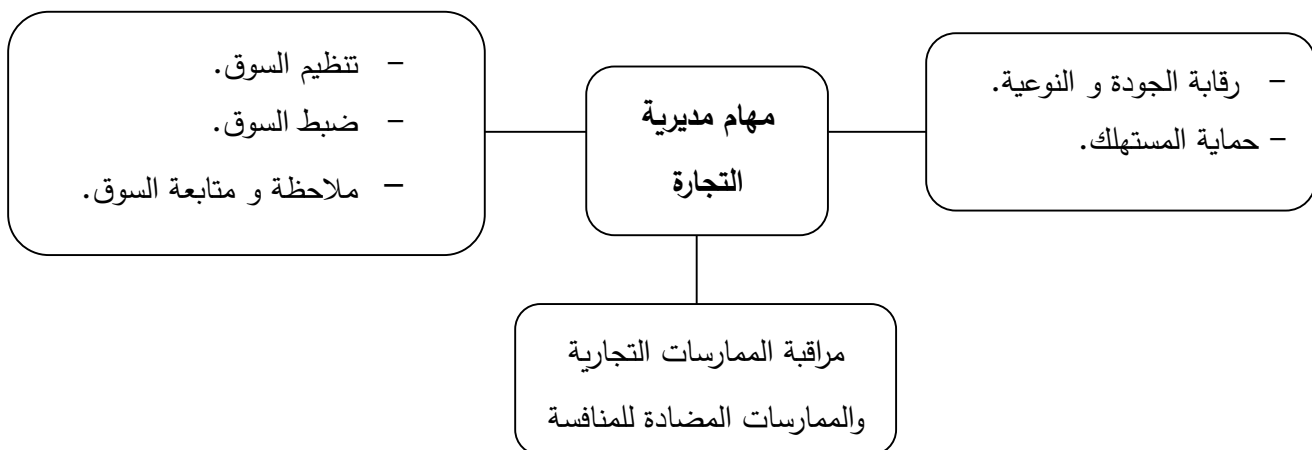 - رقابة الجودة و النوعية.
- حماية المستهلك.
مهام مديرية
التجارة
- تنظيم السوق.
- ضبط السوق.
- ملاحظة و متابعة السوق.
مراقبة الممارسات التجارية
والممارسات المضادة للمنافسة